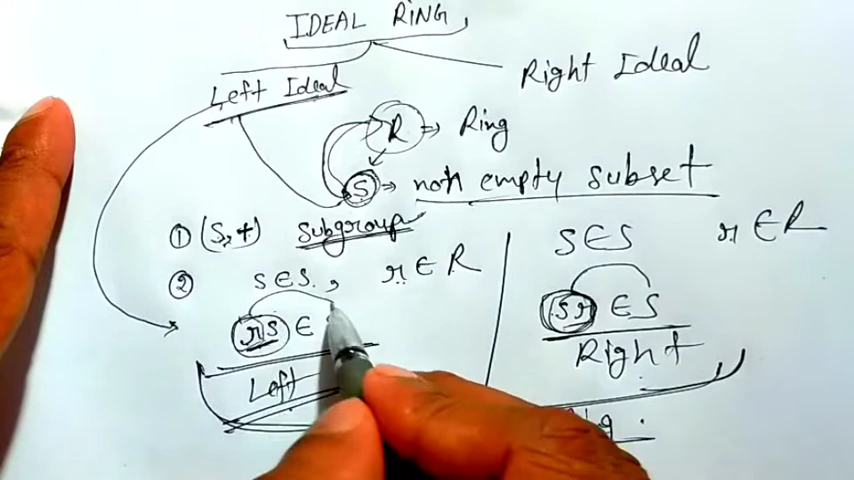 IDEAL RING
Left Ideal
Right Ideal
R → Ring
S → non empty subset
① (S, +) Subgroup
② s ∈ S, r ∈ R
rs ∈
Left
s ∈ S r ∈ R
sr ∈ S
Right